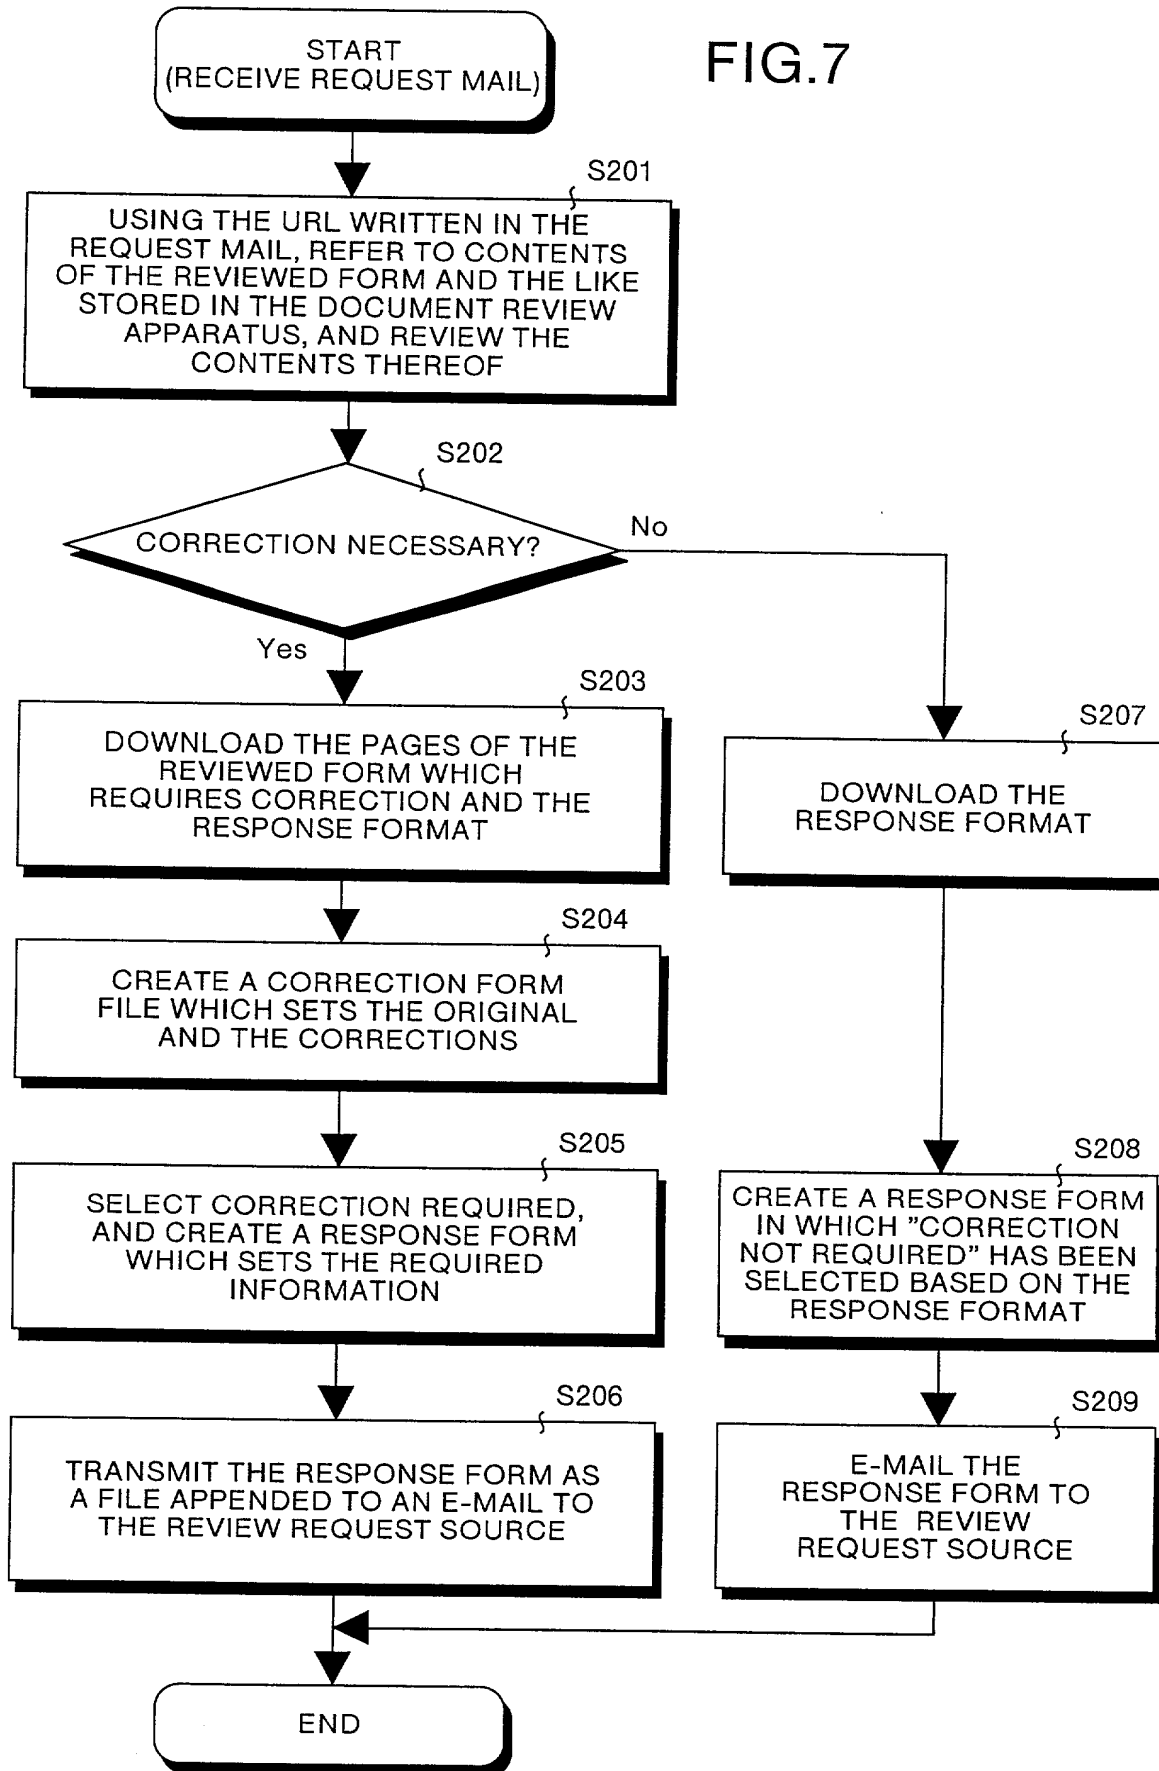 FIG.7
START
(RECEIVE REQUEST MAIL)
S201
USING THE URL WRITTEN IN THE
REQUEST MAIL, REFER TO CONTENTS
OF THE REVIEWED FORM AND THE LIKE
STORED IN THE DOCUMENT REVIEW
APPARATUS, AND REVIEW THE
CONTENTS THEREOF
S202
CORRECTION NECESSARY?
No
Yes
S203
DOWNLOAD THE PAGES OF THE
REVIEWED FORM WHICH
REQUIRES CORRECTION AND THE
RESPONSE FORMAT
S204
CREATE A CORRECTION FORM
FILE WHICH SETS THE ORIGINAL
AND THE CORRECTIONS
S205
SELECT CORRECTION REQUIRED,
AND CREATE A RESPONSE FORM
WHICH SETS THE REQUIRED
INFORMATION
S206
TRANSMIT THE RESPONSE FORM AS
A FILE APPENDED TO AN E-MAIL TO
THE REVIEW REQUEST SOURCE
S207
DOWNLOAD THE
RESPONSE FORMAT
S208
CREATE A RESPONSE FORM
IN WHICH "CORRECTION
NOT REQUIRED" HAS BEEN
SELECTED BASED ON THE
RESPONSE FORMAT
S209
E-MAIL THE
RESPONSE FORM TO
THE REVIEW
REQUEST SOURCE
END